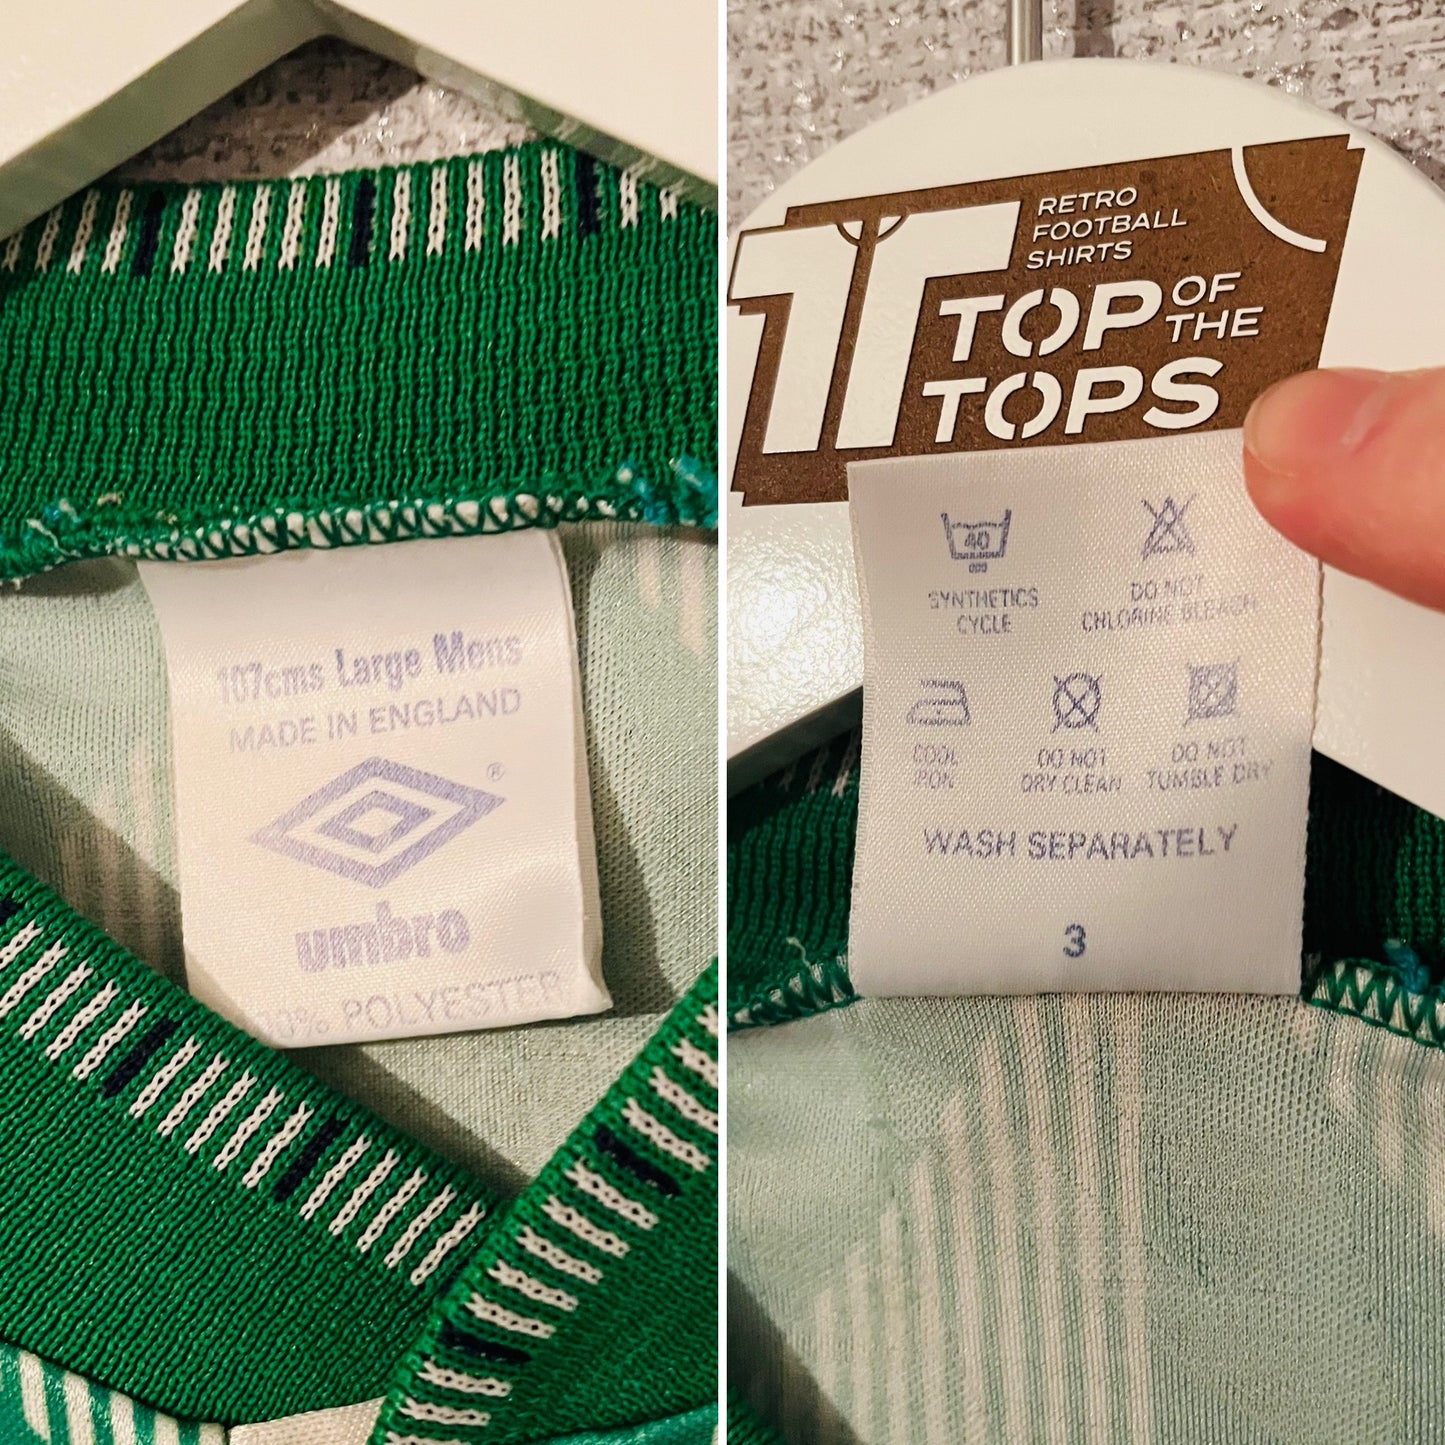 107cms Large Mens
MADE IN ENGLAND
®
umbro
POLYESTER
RETRO
FOOTBALL
SHIRTS
TOP OF THE
TOPS
40
SYNTHETICS
CYCLE
DO NOT
CHLORINE BLEACH
COOL
IRON
DO NOT
DRY CLEAN
DO NOT
TUMBLE DRY
WASH SEPARATELY
3